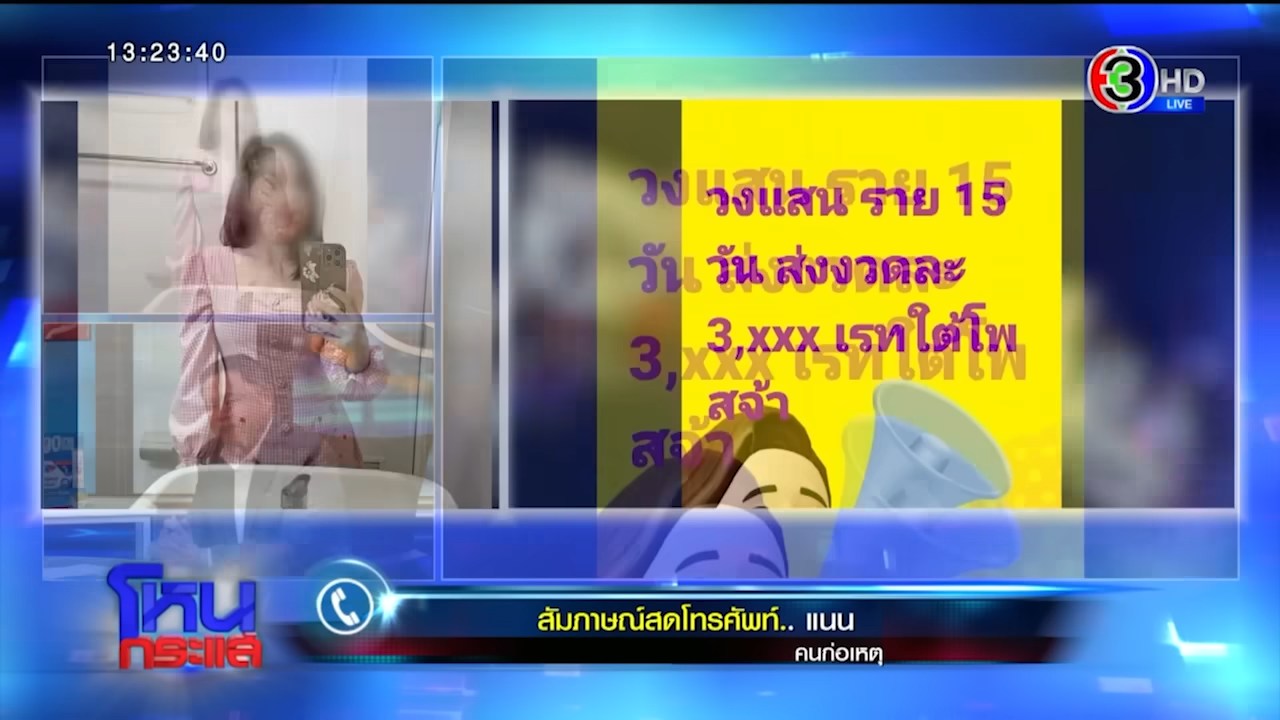 13:23:40
3 HD
LIVE
วงแสน ราย 15
วัน ส่งงวดละ
3,xxx เรทใต้โพ
สจ้า
โหน
กระแส
สัมภาษณ์สดโทรศัพท์.. แนน
คนก่อเหตุ